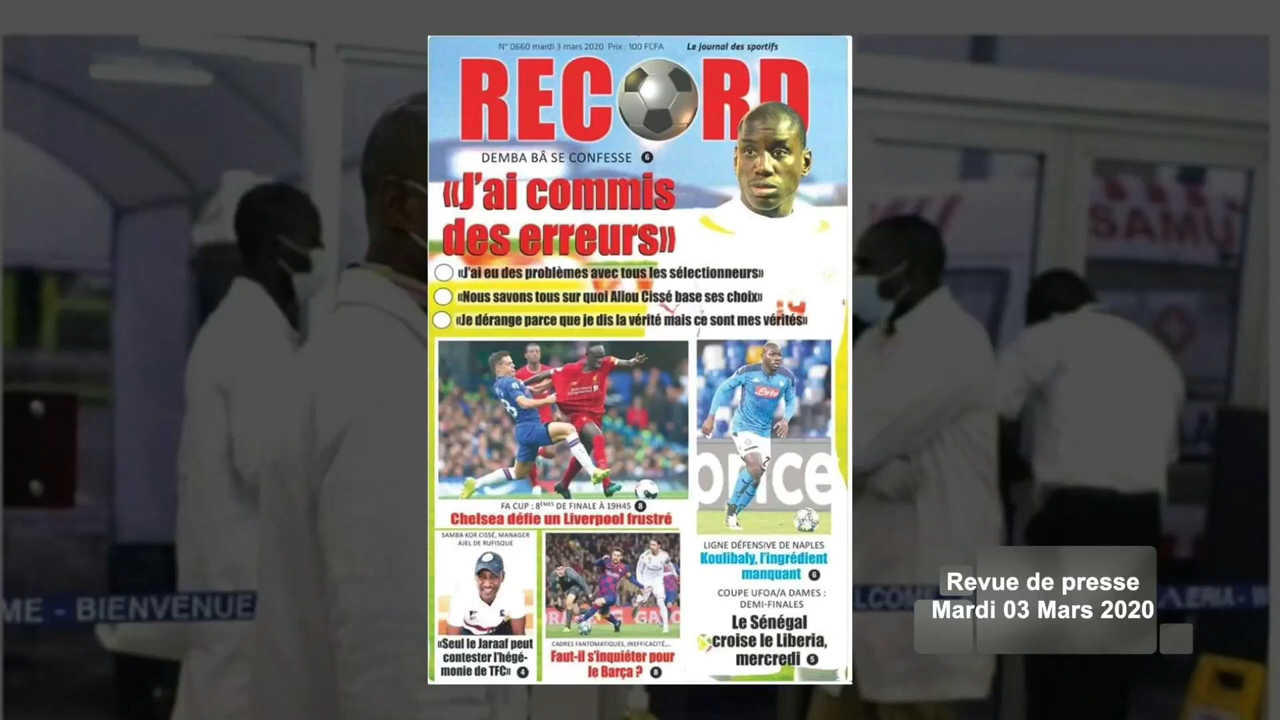 N° 0660 mardi 3 mars 2020 Prix : 100 FCFA Le journal des sportifs
RECORD
DEMBA BÂ SE CONFESSE 6
«J'ai commis
des erreurs»
«J'ai eu des problèmes avec tous les sélectionneurs»
«Nous savons tous sur quoi Aliou Cissé base ses choix»
«Je dérange parce que je dis la vérité mais ce sont mes vérités»
FA CUP : 8ÈMES DE FINALE À 19H45 8
Chelsea défie un Liverpool frustré
SAMBA KOR CISSÉ, MANAGER
AJEL DE RUFISQUE
«Seul le Jaraaf peut
contester l'hégé-
monie de TFC» 4
CADRES FANTOMATIQUES, INEFFICACITÉ,...
Faut-il s'inquiéter pour
le Barça ? 8
LIGNE DÉFENSIVE DE NAPLES
Koulibaly, l'ingrédient
manquant 6
COUPE UFOA/A DAMES :
DEMI-FINALES
Le Sénégal
croise le Liberia,
mercredi 5
Revue de presse
Mardi 03 Mars 2020
SAMU
ME - BIENVENUE